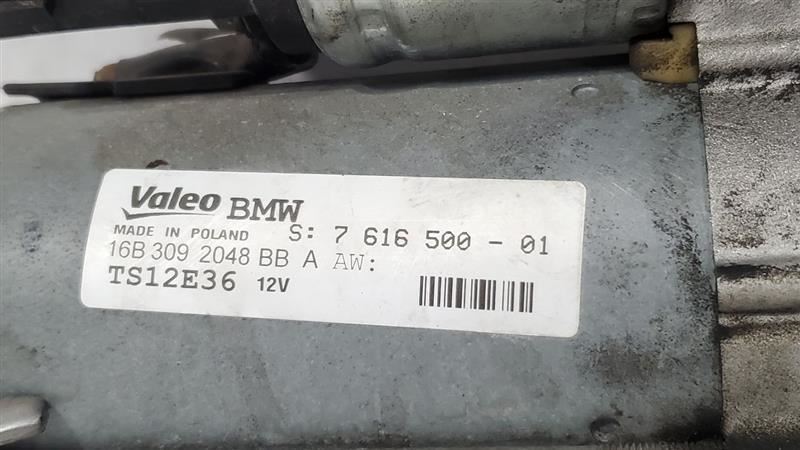 Valeo BMW
MADE IN POLAND S: 7 616 500 - 01
16B 309 2048 BB A AW:
TS12E36 12V